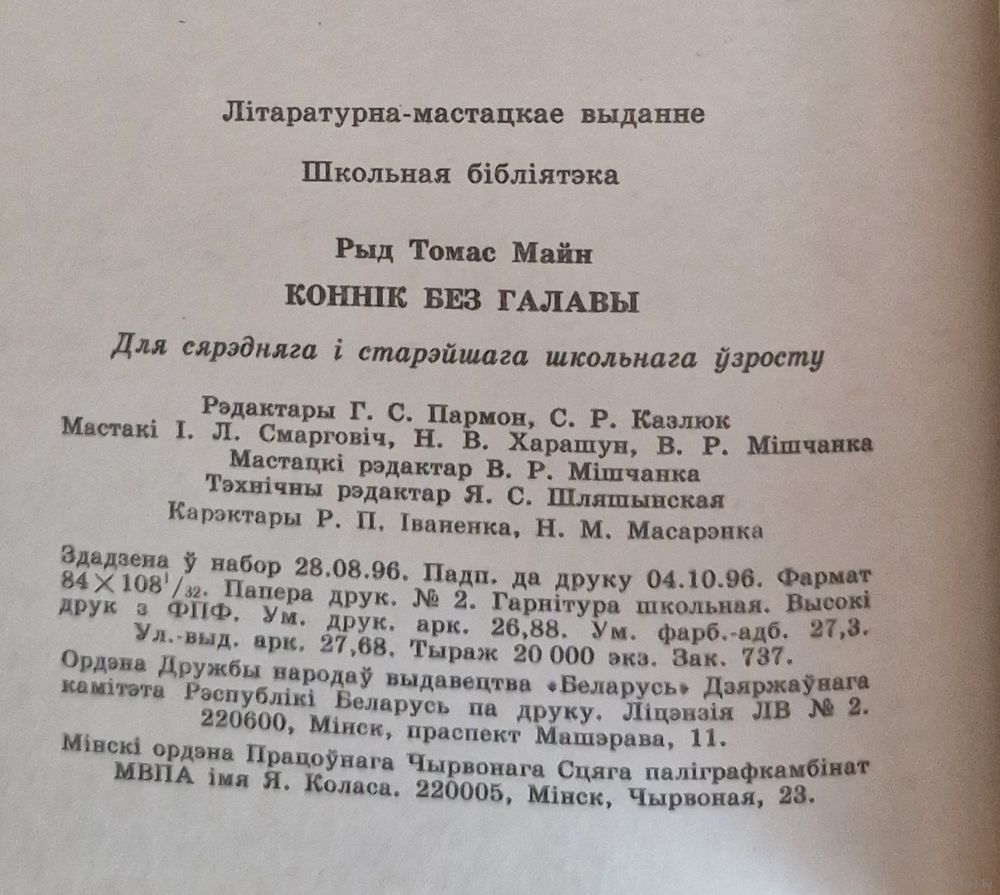 Літаратурна-мастацкае выданне
Школьная бібліятэка
Рыд Томас Майн
КОННІК БЕЗ ГАЛАВЫ
Для сярэдняга і старэйшага школьнага ўзросту
Рэдактары Г. С. Пармон, С. Р. Казлюк
Мастакі І. Л. Смарговіч, Н. В. Харашун, В. Р. Мішчанка
Мастацкі рэдактар В. Р. Мішчанка
Тэхнічны рэдактар Я. С. Шляшынская
Карэктары Р. П. Іваненка, Н. М. Масарэнка
Здадзена ў набор 28.08.96. Падп. да друку 04.10.96. Фармат
84×108¹/₃₂. Папера друк. № 2. Гарнітура школьная. Высокі
друк з ФПФ. Ум. друк. арк. 26,88. Ум. фарб.-адб. 27,3.
Ул.-выд. арк. 27,68. Тыраж 20 000 экз. Зак. 737.
Ордэна Дружбы народаў выдавецтва «Беларусь» Дзяржаўнага
камітэта Рэспублікі Беларусь па друку. Ліцэнзія ЛВ № 2.
220600, Мінск, праспект Машэрава, 11.
Мінскі ордэна Працоўнага Чырвонага Сцяга паліграфкамбінат
МВПА імя Я. Коласа. 220005, Мінск, Чырвоная, 23.